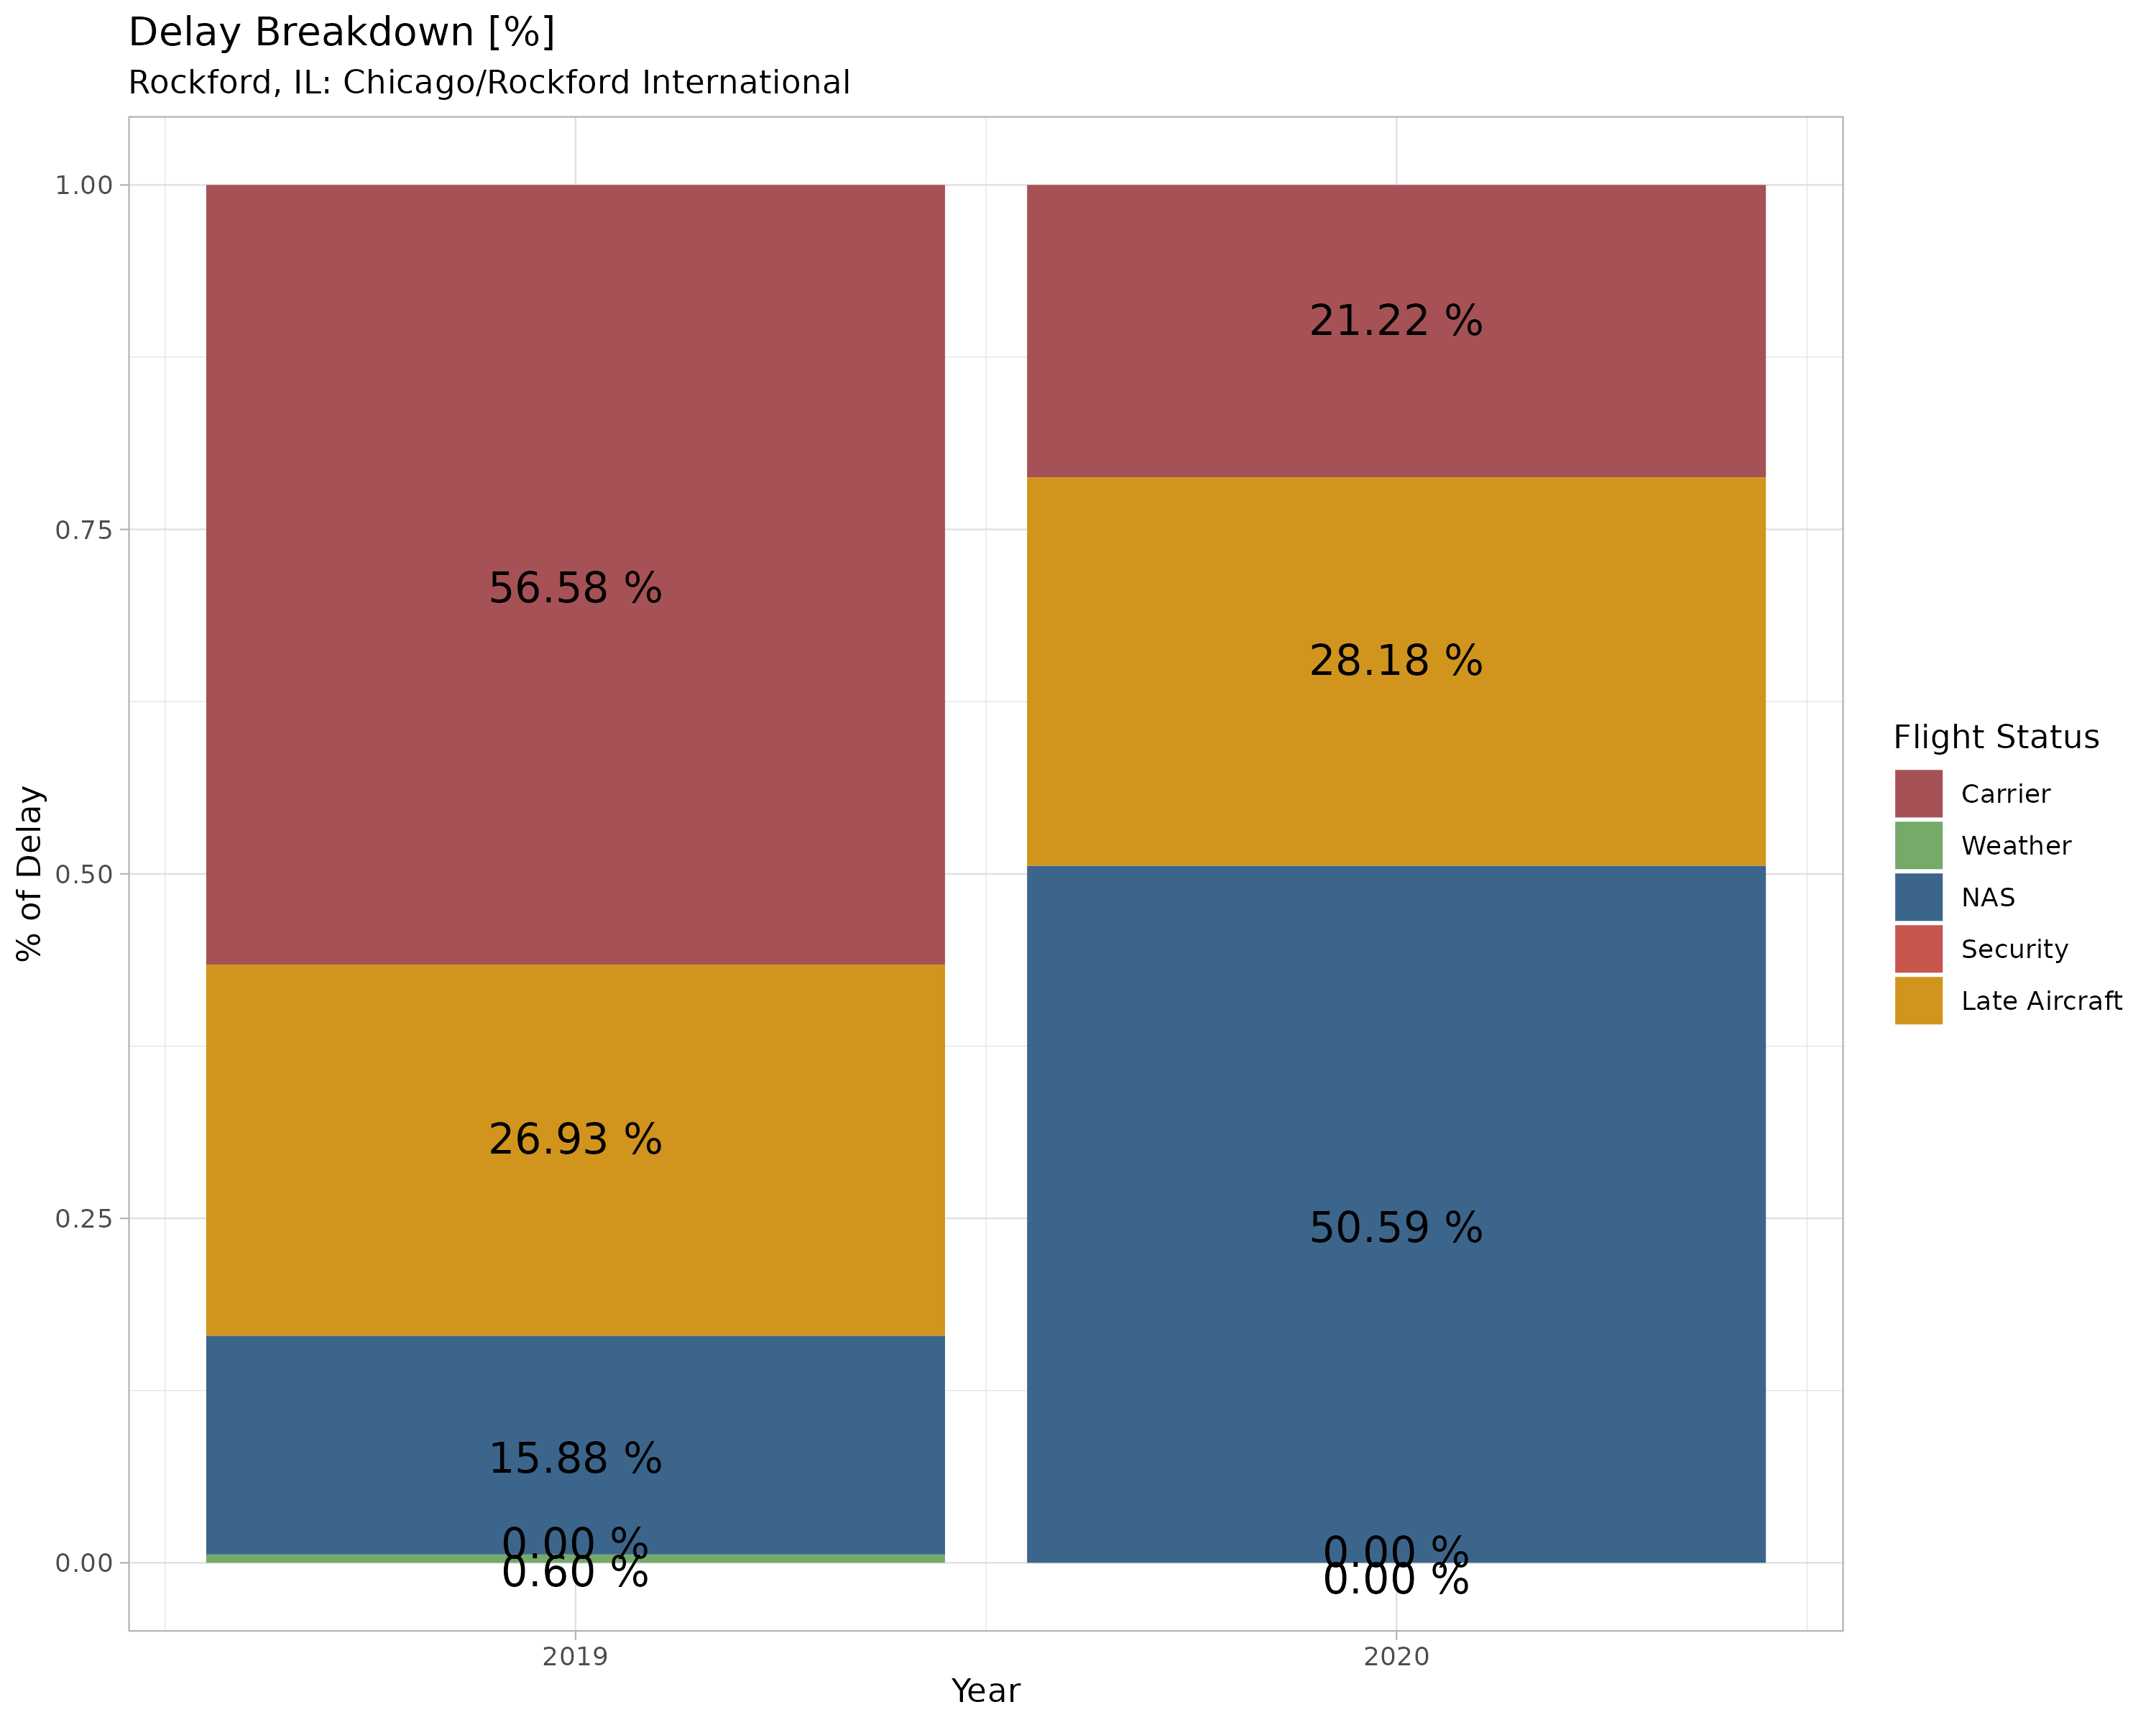 Delay Breakdown [%]
Rockford, IL: Chicago/Rockford International
% of Delay
1.00
0.75
0.50
0.25
0.00
56.58 %
26.93 %
15.88 %
0.00 %
0.60 %
21.22 %
28.18 %
50.59 %
0.00 %
0.00 %
2019
2020
Year
Flight Status
Carrier
Weather
NAS
Security
Late Aircraft